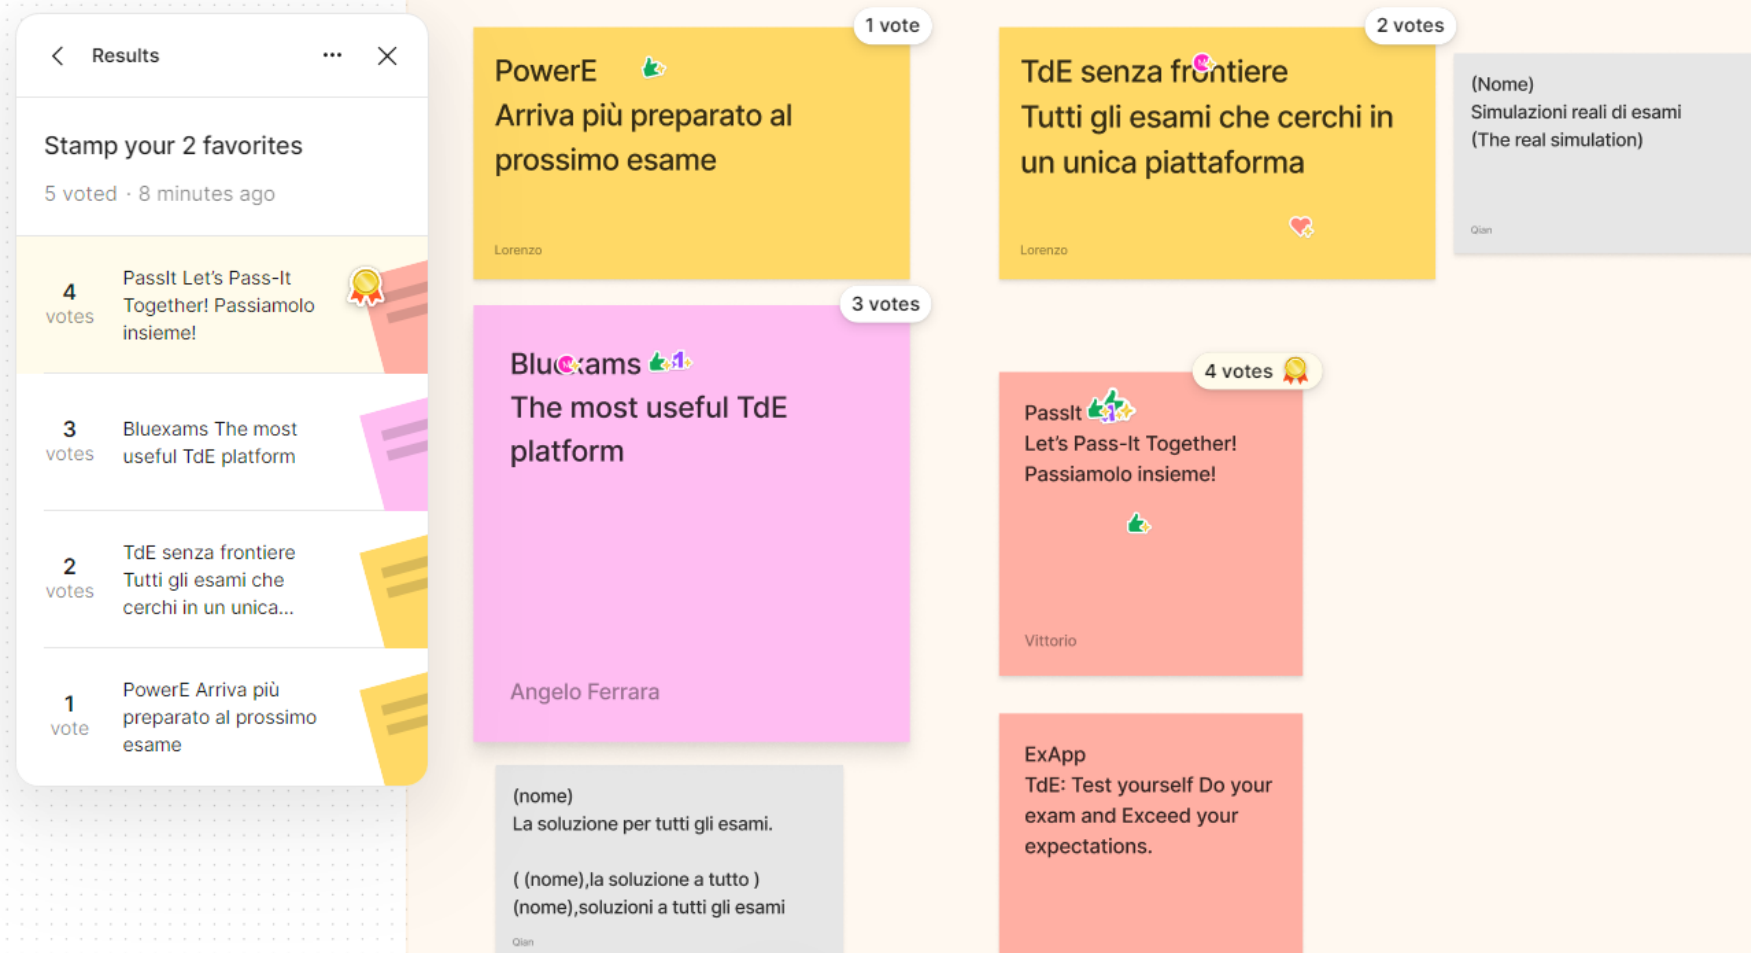 Results
Stamp your 2 favorites
5 voted · 8 minutes ago
4
votes
PassIt Let’s Pass-It
Together! Passiamolo
insieme!
3
votes
Bluexams The most
useful TdE platform
2
votes
TdE senza frontiere
Tutti gli esami che
cerchi in un unica...
1
vote
PowerE Arriva più
preparato al prossimo
esame
1 vote
PowerE
Arriva più preparato al
prossimo esame
Lorenzo
2 votes
TdE senza frontiere
Tutti gli esami che cerchi in
un unica piattaforma
Lorenzo
(Nome)
Simulazioni reali di esami
(The real simulation)
Qian
3 votes
Bluexams
The most useful TdE
platform
Angelo Ferrara
4 votes
PassIt
Let’s Pass-It Together!
Passiamolo insieme!
Vittorio
(nome)
La soluzione per tutti gli esami.
( (nome),la soluzione a tutto )
(nome),soluzioni a tutti gli esami
Qian
ExApp
TdE: Test yourself Do your
exam and Exceed your
expectations.